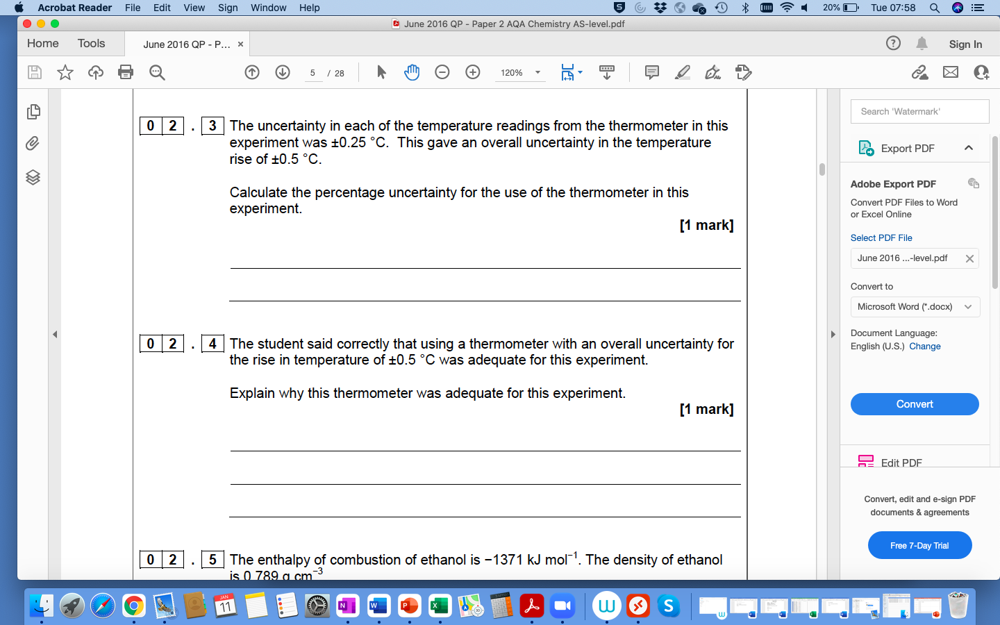 Acrobat Reader File Edit View Sign Window Help
20% Tue 07:58
June 2016 QP - Paper 2 AQA Chemistry AS-level.pdf
Home Tools June 2016 QP - P... × Sign In
5 / 28 120%
0 2 . 3 The uncertainty in each of the temperature readings from the thermometer in this
experiment was ±0.25 °C. This gave an overall uncertainty in the temperature
rise of ±0.5 °C.
Calculate the percentage uncertainty for the use of the thermometer in this
experiment.
[1 mark]
0 2 . 4 The student said correctly that using a thermometer with an overall uncertainty for
the rise in temperature of ±0.5 °C was adequate for this experiment.
Explain why this thermometer was adequate for this experiment.
[1 mark]
0 2 . 5 The enthalpy of combustion of ethanol is −1371 kJ mol⁻¹. The density of ethanol
is 0.789 g cm⁻³
Search 'Watermark'
Export PDF
Adobe Export PDF
Convert PDF Files to Word
or Excel Online
Select PDF File
June 2016 ...-level.pdf
Convert to
Microsoft Word (*.docx)
Document Language:
English (U.S.) Change
Convert
Edit PDF
Convert, edit and e-sign PDF
documents & agreements
Free 7-Day Trial
JAN
11